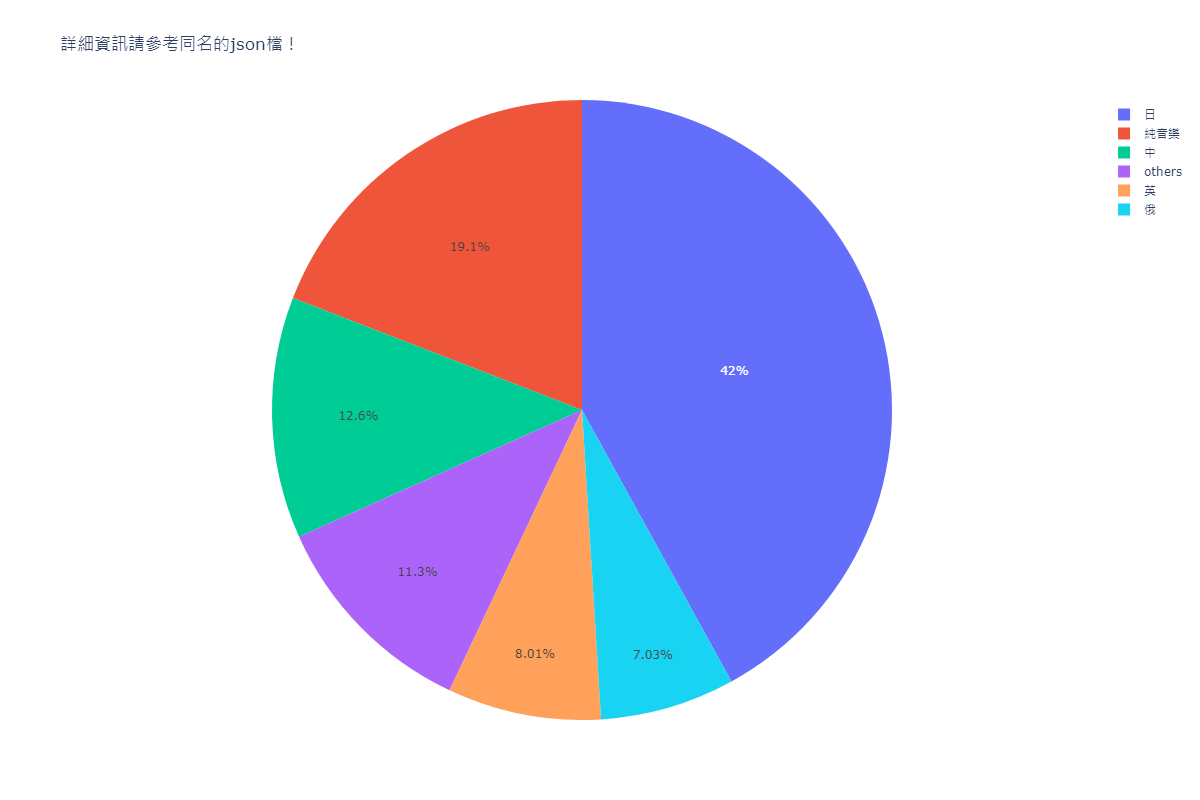 詳細資訊請參考同名的json檔！
日
純音樂
中
others
英
俄
19.1%
42%
12.6%
11.3%
8.01%
7.03%